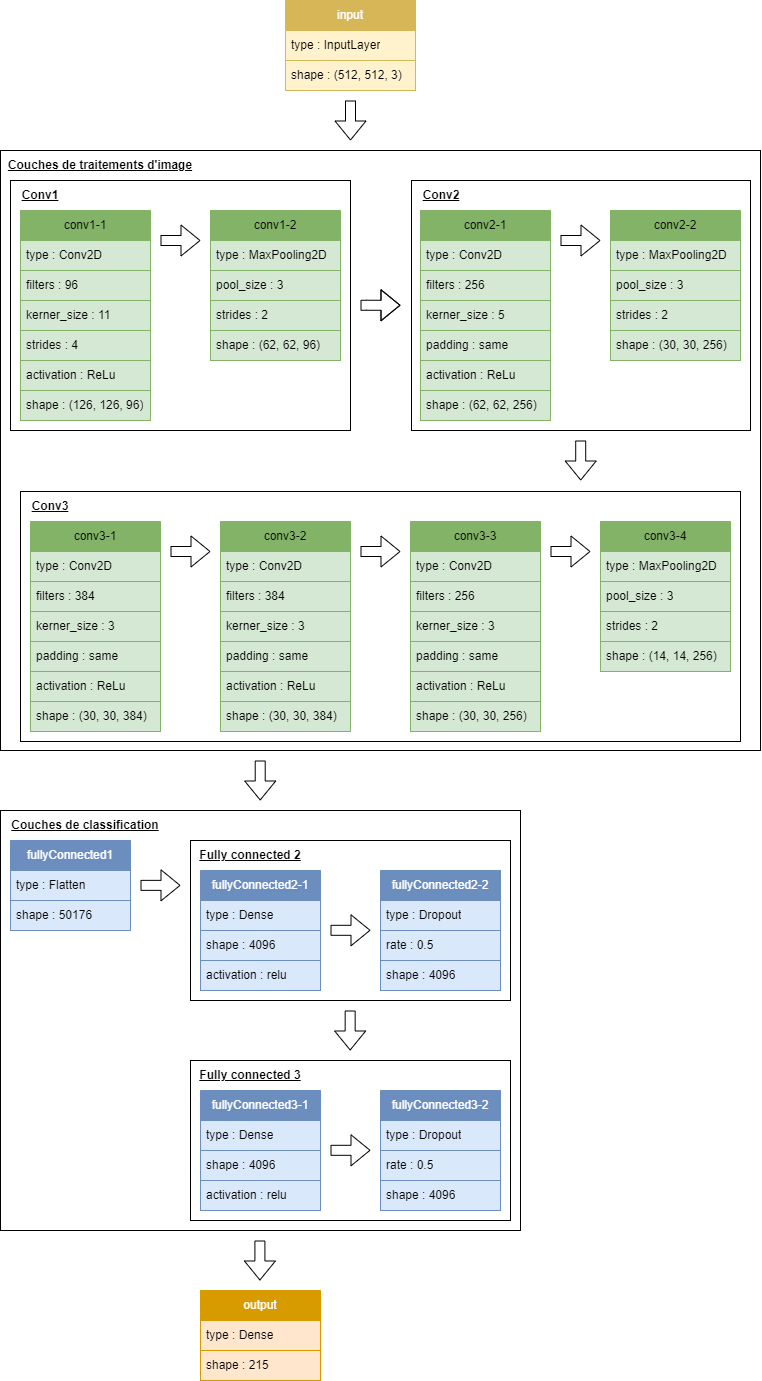 input
type : InputLayer
shape : (512, 512, 3)
Couches de traitements d'image
Conv1
conv1-1
type : Conv2D
filters : 96
kerner_size : 11
strides : 4
activation : ReLu
shape : (126, 126, 96)
conv1-2
type : MaxPooling2D
pool_size : 3
strides : 2
shape : (62, 62, 96)
Conv2
conv2-1
type : Conv2D
filters : 256
kerner_size : 5
padding : same
activation : ReLu
shape : (62, 62, 256)
conv2-2
type : MaxPooling2D
pool_size : 3
strides : 2
shape : (30, 30, 256)
Conv3
conv3-1
type : Conv2D
filters : 384
kerner_size : 3
padding : same
activation : ReLu
shape : (30, 30, 384)
conv3-2
type : Conv2D
filters : 384
kerner_size : 3
padding : same
activation : ReLu
shape : (30, 30, 384)
conv3-3
type : Conv2D
filters : 256
kerner_size : 3
padding : same
activation : ReLu
shape : (30, 30, 256)
conv3-4
type : MaxPooling2D
pool_size : 3
strides : 2
shape : (14, 14, 256)
Couches de classification
fullyConnected1
type : Flatten
shape : 50176
Fully connected 2
fullyConnected2-1
type : Dense
shape : 4096
activation : relu
fullyConnected2-2
type : Dropout
rate : 0.5
shape : 4096
Fully connected 3
fullyConnected3-1
type : Dense
shape : 4096
activation : relu
fullyConnected3-2
type : Dropout
rate : 0.5
shape : 4096
output
type : Dense
shape : 215